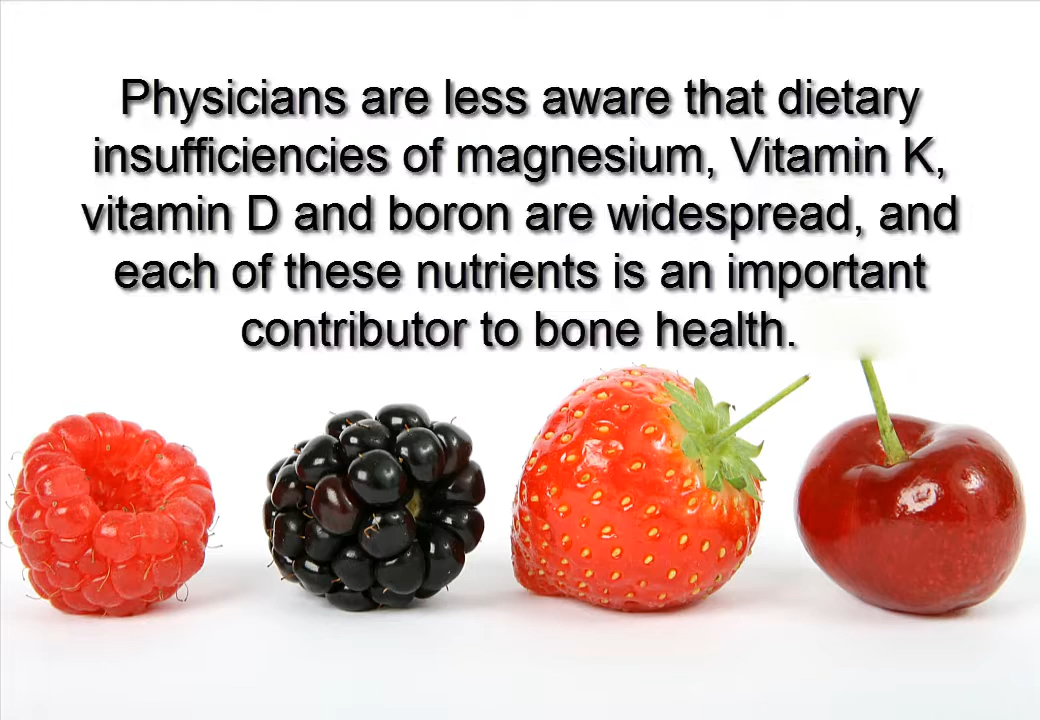 Physicians are less aware that dietary
insufficiencies of magnesium, Vitamin K,
vitamin D and boron are widespread, and
each of these nutrients is an important
contributor to bone health.